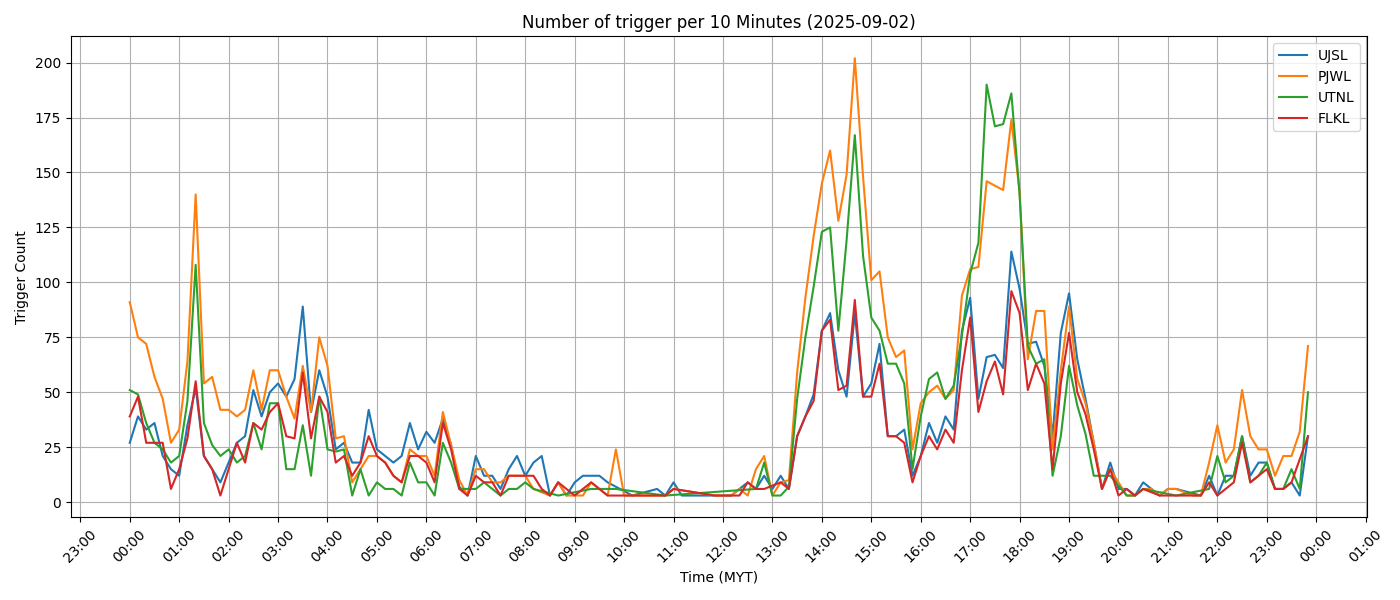 Number of trigger per 10 Minutes (2025-09-02)
UJSL
PJWL
UTNL
FLKL
Trigger Count
200
175
150
125
100
75
50
25
0
23:00 00:00 01:00 02:00 03:00 04:00 05:00 06:00 07:00 08:00 09:00 10:00 11:00 12:00 13:00 14:00 15:00 16:00 17:00 18:00 19:00 20:00 21:00 22:00 23:00 00:00 01:00
Time (MYT)